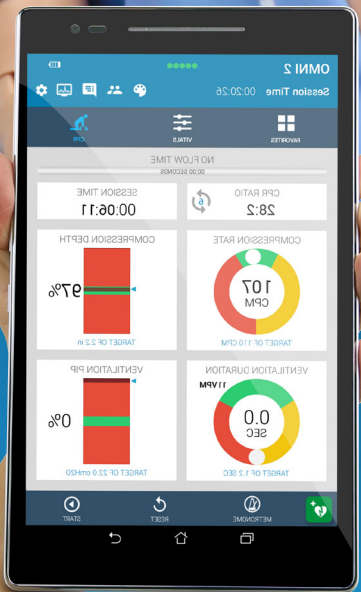 OMNI 2
Session Time 00:20:26
FAVORITES VITALS CPR
NO FLOW TIME
00:00 SECONDS
CPR RATIO
28:2
6
SESSION TIME
00:06:11
COMPRESSION RATE
107
CPM
TARGET OF 110 CPM
COMPRESSION DEPTH
97%
TARGET OF 2.2 in
VENTILATION DURATION
11 VPM
0.0
SEC
TARGET OF 1.2 SEC
VENTILATION PIP
0%
TARGET OF 22.0 cmH2O
METRONOME RESET START